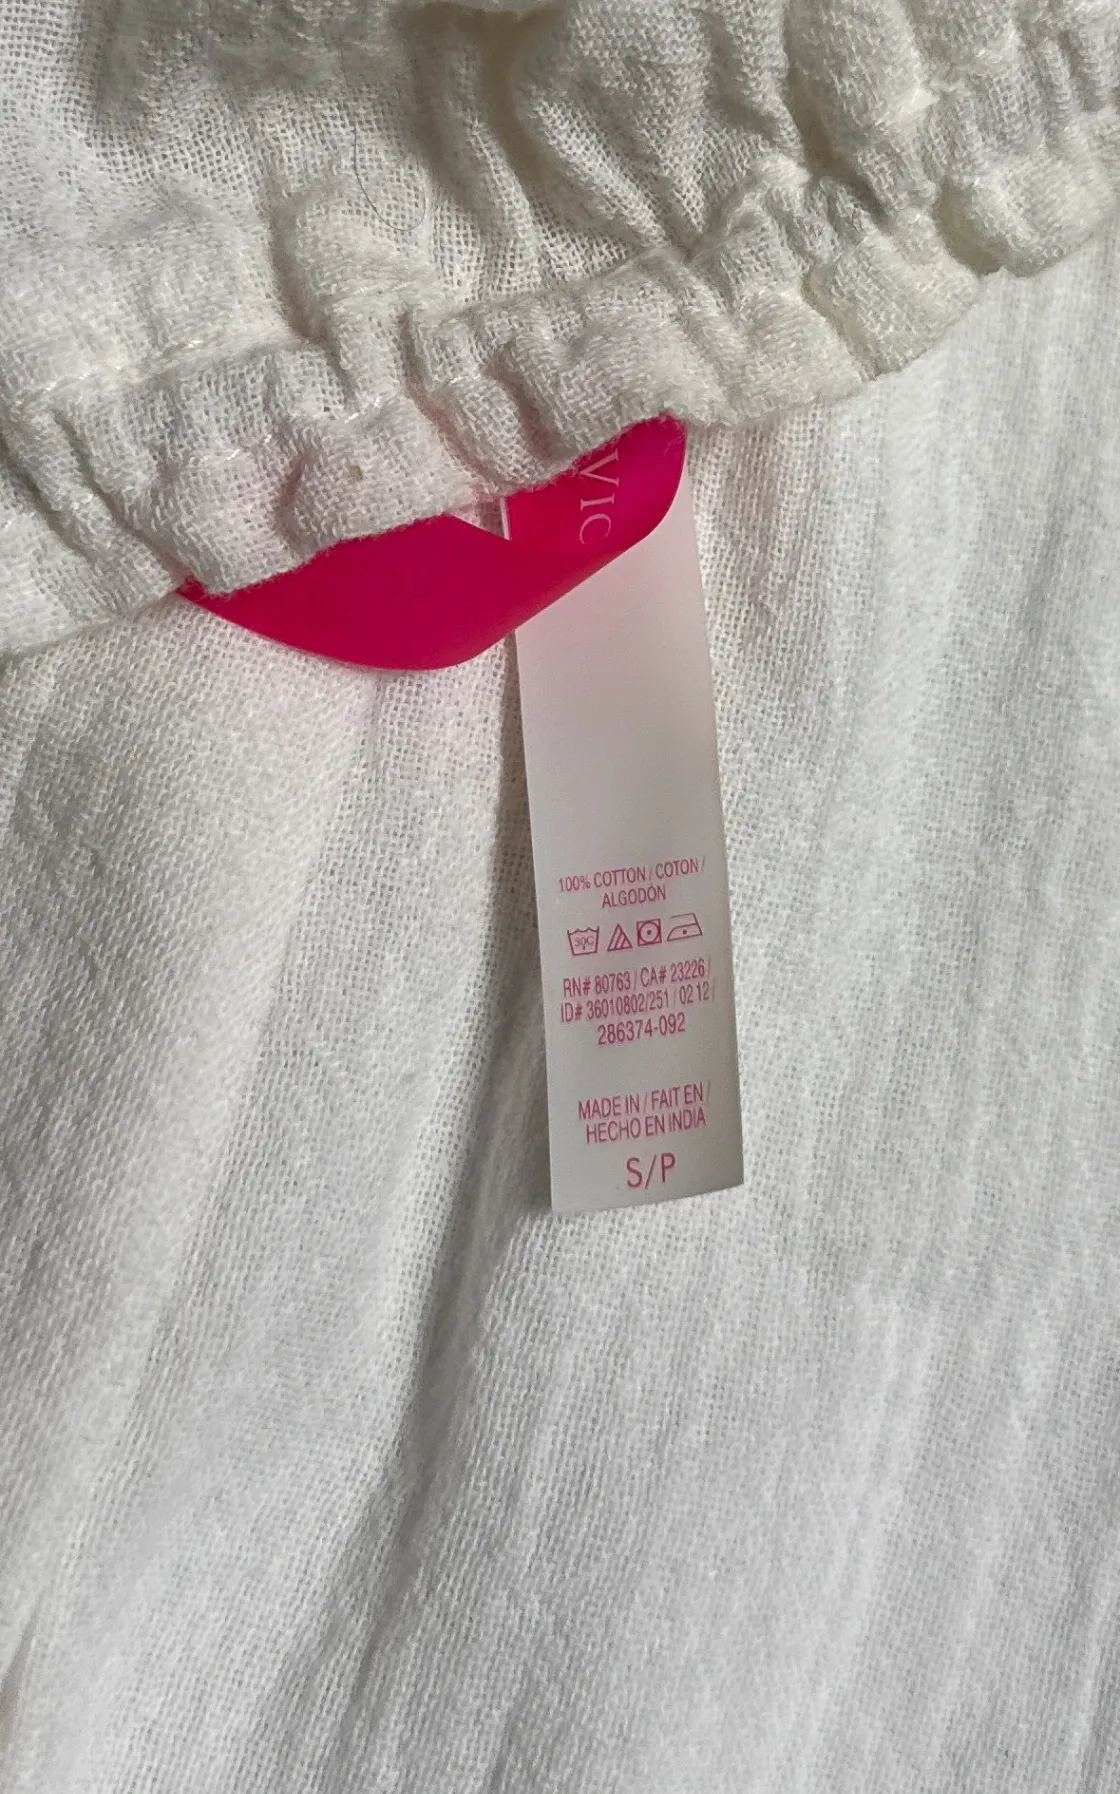 VIC
100% COTTON / COTON /
ALGODÓN
30C
RN# 80763 / CA# 23226 /
ID# 36010802/251 / 02 12 /
286374-092
MADE IN / FAIT EN /
HECHO EN INDIA
S/P